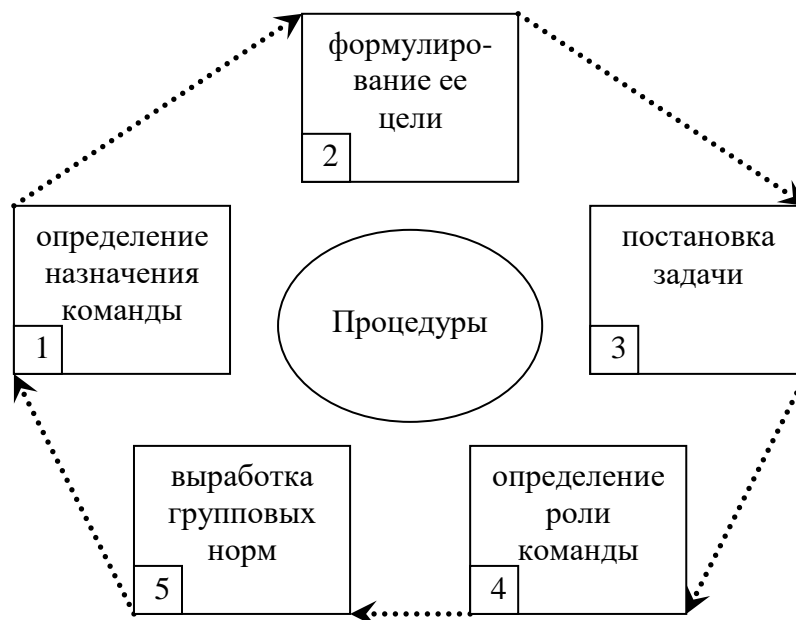 формулиро-
вание ее
цели
2
определение
назначения
команды
1
постановка
задачи
3
Процедуры
выработка
групповых
норм
5
определение
роли
команды
4